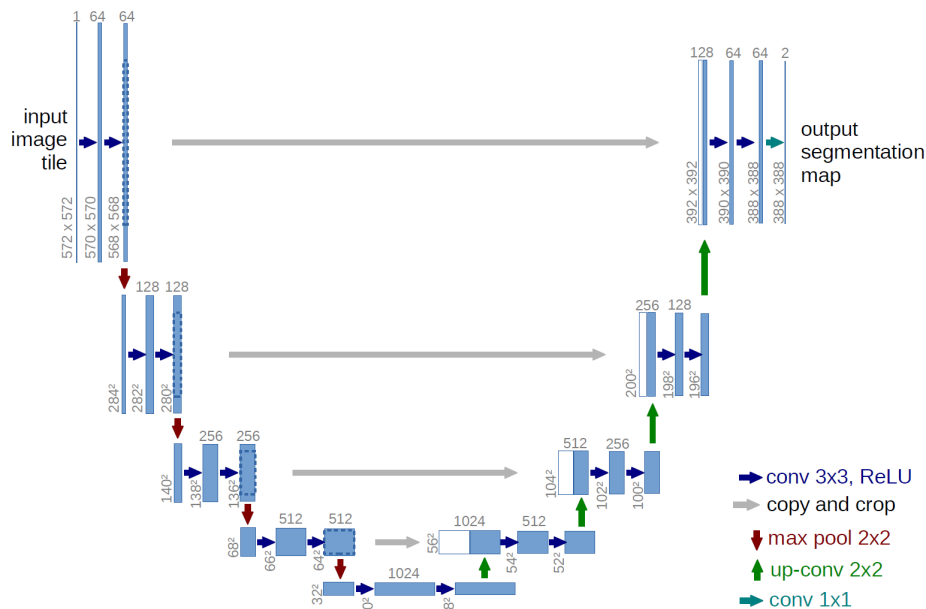 1 64 64
input
image
tile
572 x 572
570 x 570
568 x 568
128 64 64 2
output
segmentation
map
392 x 392
390 x 390
388 x 388
388 x 388
128 128
284²
282²
280²
256 128
200²
198²
196²
256 256
140²
138²
136²
512 256
104²
102²
100²
512 512
68²
66²
64²
1024 512
56²
54²
52²
1024
32²
0²
8²
conv 3x3, ReLU
copy and crop
max pool 2x2
up-conv 2x2
conv 1x1